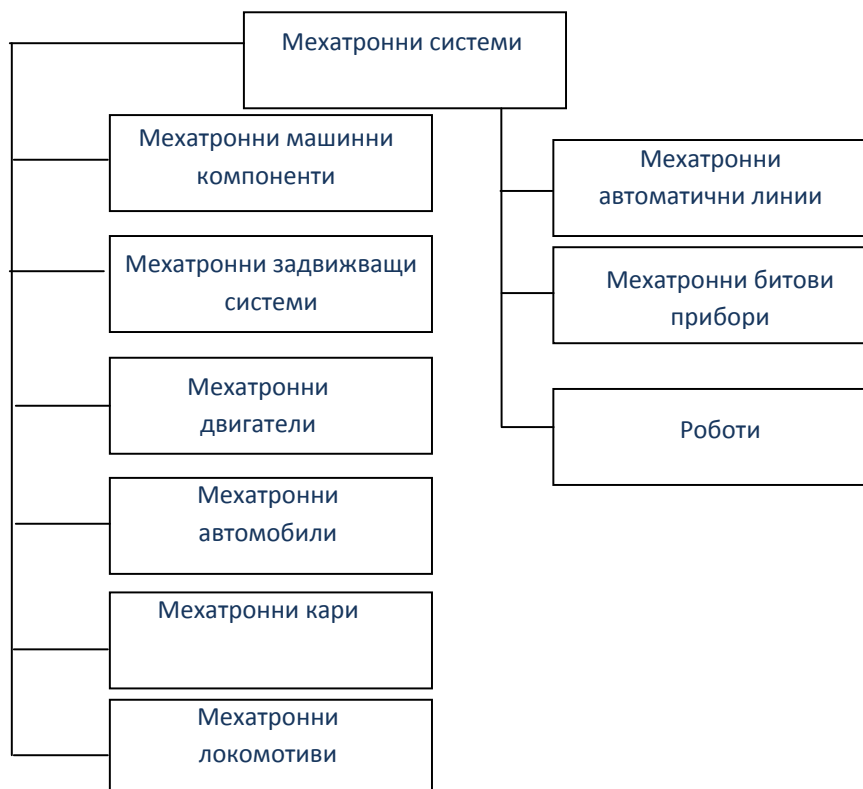 Мехатронни системи
Мехатронни машинни
компоненти
Мехатронни задвижващи
системи
Мехатронни
двигатели
Мехатронни
автомобили
Мехатронни кари
Мехатронни
локомотиви
Мехатронни
автоматични линии
Мехатронни битови
прибори
Роботи